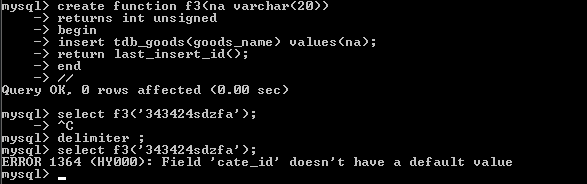 mysql> create function f3(na varchar(20))
    -> returns int unsigned
    -> begin
    -> insert tdb_goods(goods_name) values(na);
    -> return last_insert_id();
    -> end
    -> //
Query OK, 0 rows affected (0.00 sec)
mysql> select f3('343424sdzfa');
    -> ^C
mysql> delimiter ;
mysql> select f3('343424sdzfa');
ERROR 1364 (HY000): Field 'cate_id' doesn't have a default value
mysql> _